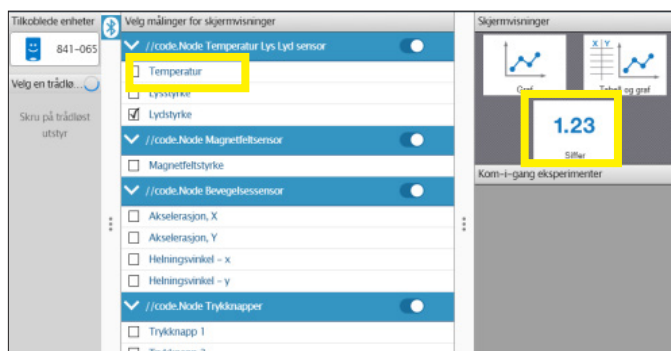 Tilkoblede enheter
841-065
Velg en trådlø...
Skru på trådløst
utstyr
Velg målinger for skjermvisninger
//code.Node Temperatur Lys Lyd sensor
Temperatur
Lysstyrke
Lydstyrke
//code.Node Magnetfeltsensor
Magnetfeltstyrke
//code.Node Bevegelsessensor
Akselerasjon, X
Akselerasjon, Y
Helningsvinkel - x
Helningsvinkel - y
//code.Node Trykknapper
Trykknapp 1
Skjermvisninger
Graf
X Y
Tabell og graf
1.23
Siffer
Kom-i-gang eksperimenter